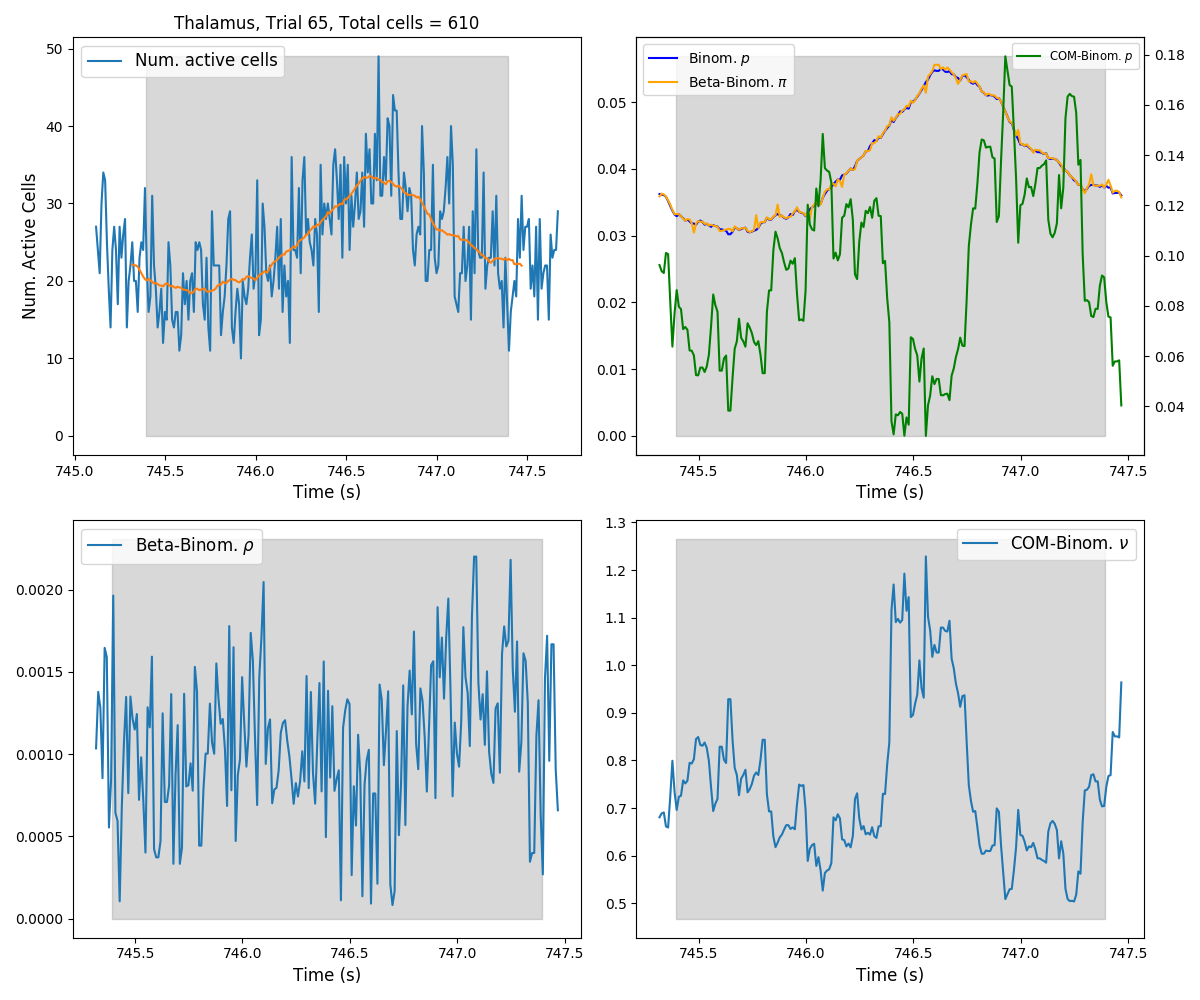 Thalamus, Trial 65, Total cells = 610
Num. active cells
Num. Active Cells
50
40
30
20
10
0
745.0 745.5 746.0 746.5 747.0 747.5
Time (s)
Binom. p
Beta-Binom. π
COM-Binom. p
0.05
0.04
0.03
0.02
0.01
0.00
0.18
0.16
0.14
0.12
0.10
0.08
0.06
0.04
745.5 746.0 746.5 747.0 747.5
Time (s)
Beta-Binom. ρ
0.0020
0.0015
0.0010
0.0005
0.0000
745.5 746.0 746.5 747.0 747.5
Time (s)
COM-Binom. ν
1.3
1.2
1.1
1.0
0.9
0.8
0.7
0.6
0.5
745.5 746.0 746.5 747.0 747.5
Time (s)